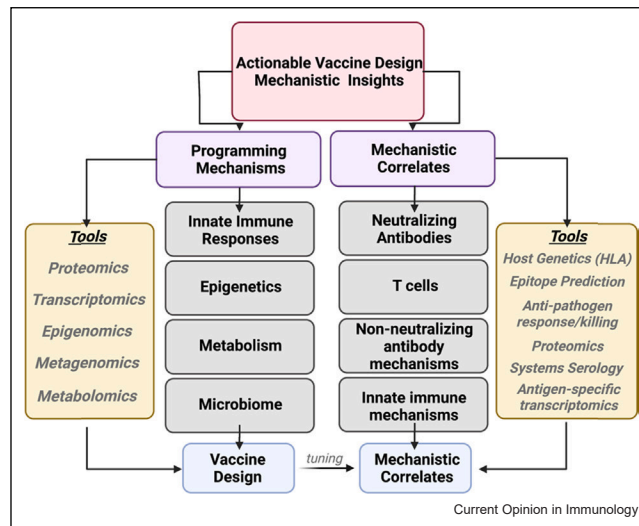 Actionable Vaccine Design
Mechanistic Insights
Programming
Mechanisms
Mechanistic
Correlates
Tools
Proteomics
Transcriptomics
Epigenomics
Metagenomics
Metabolomics
Innate Immune
Responses
Epigenetics
Metabolism
Microbiome
Neutralizing
Antibodies
T cells
Non-neutralizing
antibody
mechanisms
Innate immune
mechanisms
Tools
Host Genetics (HLA)
Epitope Prediction
Anti-pathogen
response/killing
Proteomics
Systems Serology
Antigen-specific
transcriptomics
Vaccine
Design
tuning
Mechanistic
Correlates
Current Opinion in Immunology